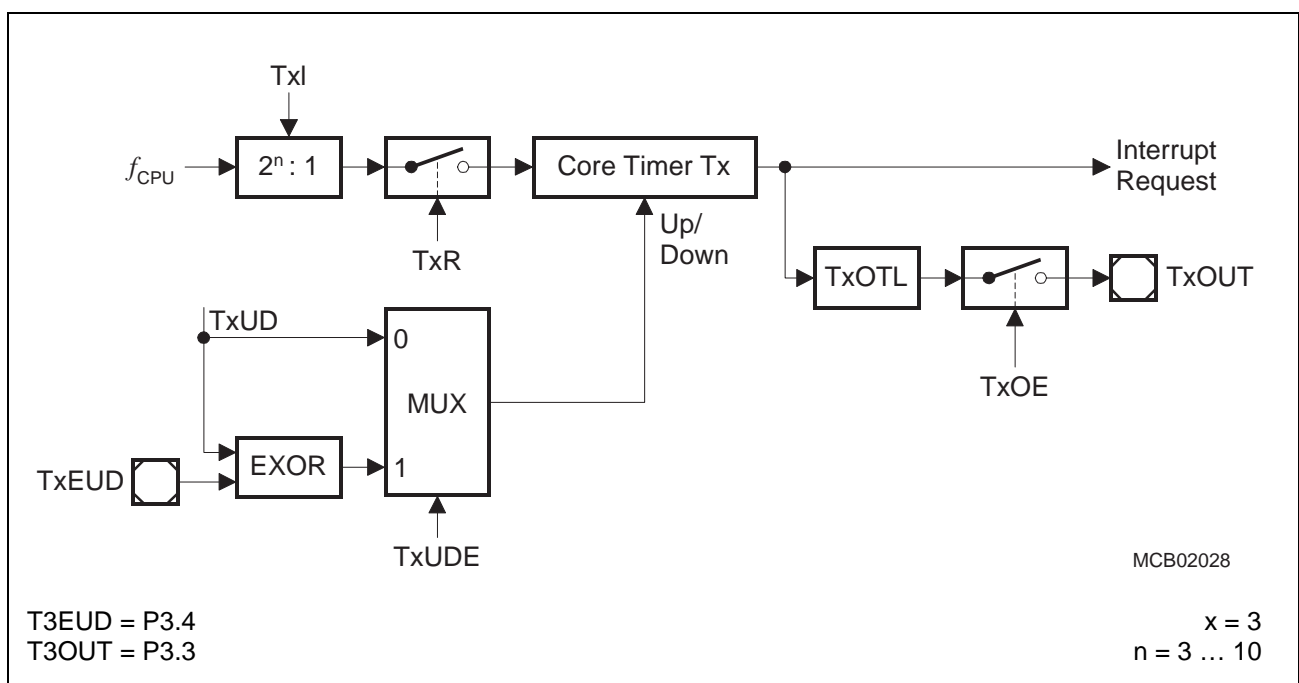 TxI
fCPU
2ⁿ : 1
Core Timer Tx
Interrupt
Request
TxR
Up/
Down
TxOTL
TxOUT
TxUD
0
MUX
TxOE
EXOR
1
TxEUD
TxUDE
MCB02028
T3EUD = P3.4
x = 3
T3OUT = P3.3
n = 3 … 10